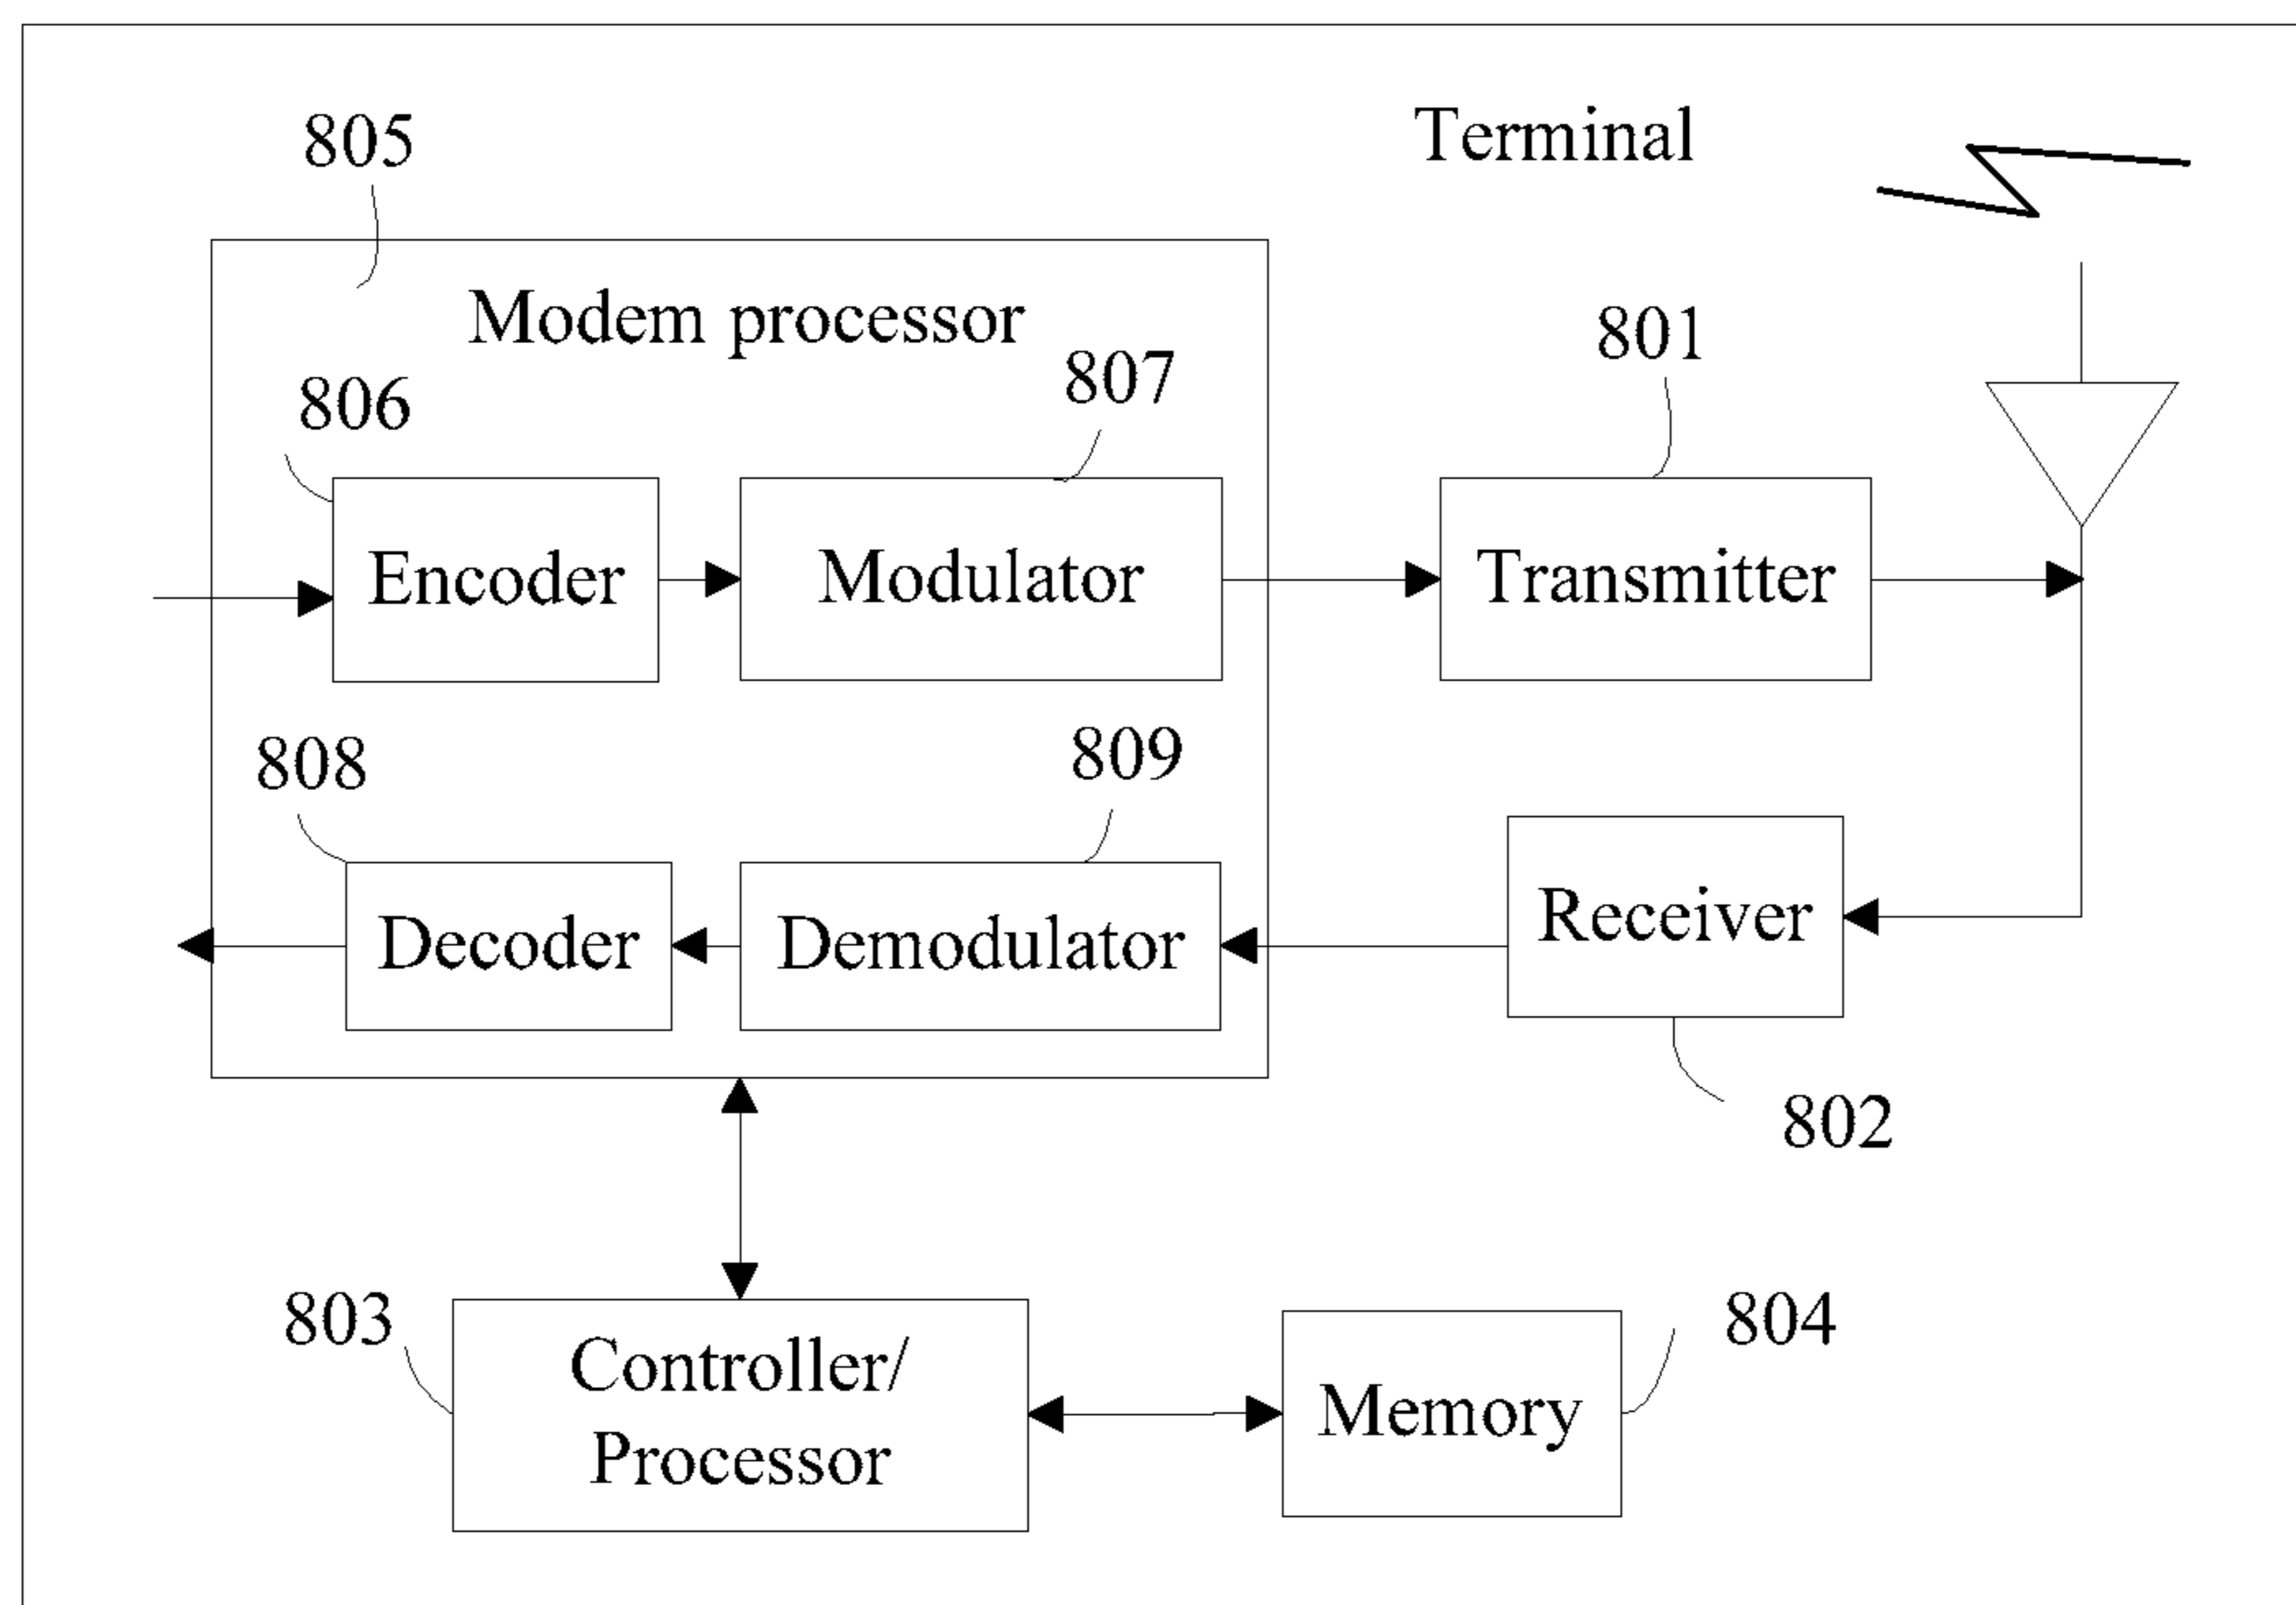 805
Terminal
Modem processor
801
807
806
Encoder
Modulator
Transmitter
808
809
Receiver
Decoder
Demodulator
802
803
804
Controller/
Processor
Memory